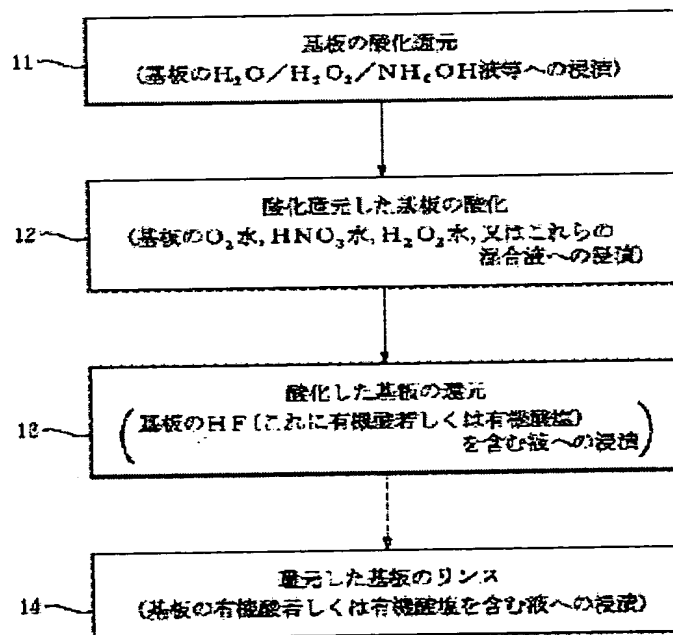 11
基板の酸化還元
(基板のH₂O/H₂O₂/NH₄OH液等への浸漬)
12
酸化還元した基板の酸化
(基板のO₃水, HNO₃水, H₂O₂水, 又はこれらの
混合液への浸漬)
13
酸化した基板の還元
(基板のHF(これに有機酸若しくは有機酸塩)
を含む液への浸漬)
14
還元した基板のリンス
(基板の有機酸若しくは有機酸塩を含む液への浸漬)